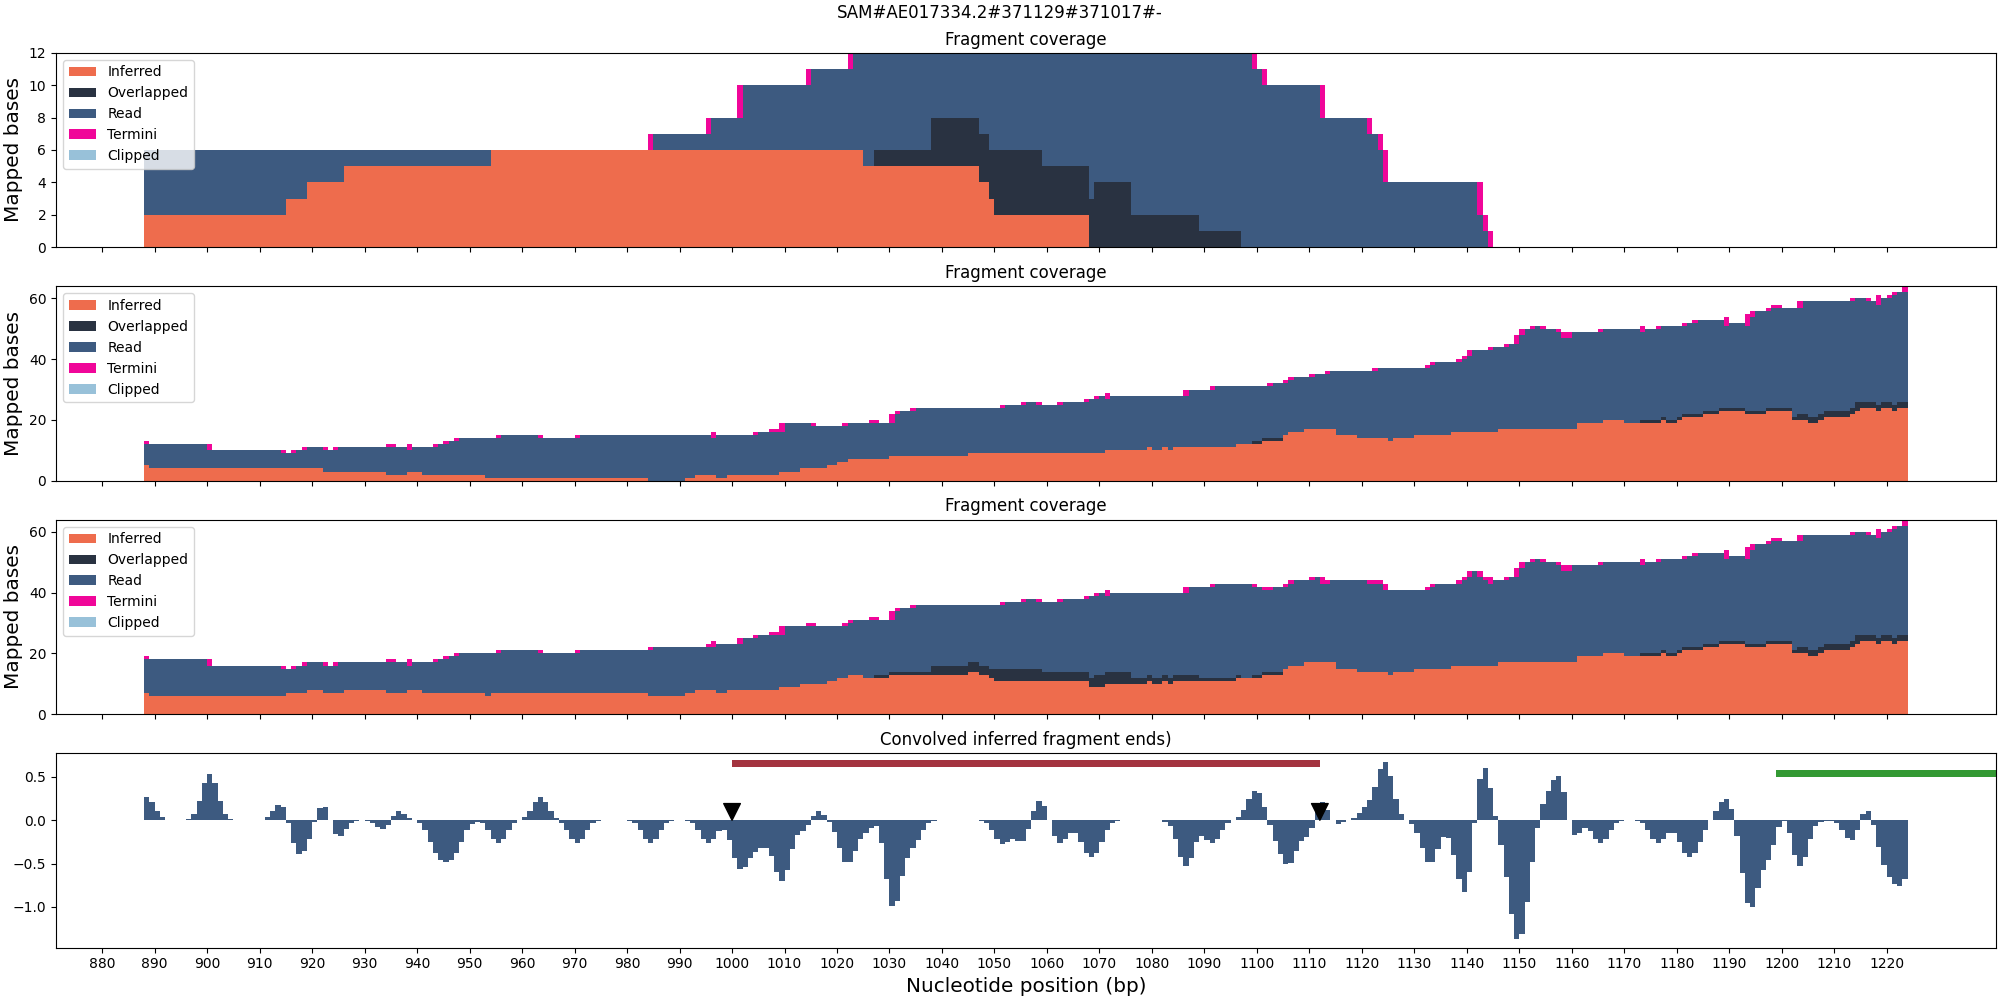 SAM#AE017334.2#371129#371017#-
Fragment coverage
Mapped bases
12
10
8
6
4
2
0
Inferred
Overlapped
Read
Termini
Clipped
Fragment coverage
Mapped bases
60
40
20
0
Inferred
Overlapped
Read
Termini
Clipped
Fragment coverage
Mapped bases
60
40
20
0
Inferred
Overlapped
Read
Termini
Clipped
Convolved inferred fragment ends)
0.5
0.0
−0.5
−1.0
880 890 900 910 920 930 940 950 960 970 980 990 1000 1010 1020 1030 1040 1050 1060 1070 1080 1090 1100 1110 1120 1130 1140 1150 1160 1170 1180 1190 1200 1210 1220
Nucleotide position (bp)